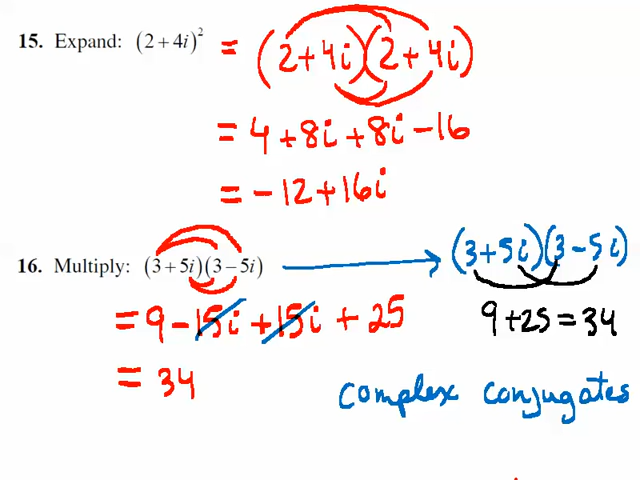 15. Expand: (2+4i)² = (2+4i)(2+4i)
= 4+8i+8i-16
= -12+16i
16. Multiply: (3+5i)(3-5i) → (3+5i)(3-5i)
= 9-15i+15i+25 9+25=34
= 34 complex conjugates